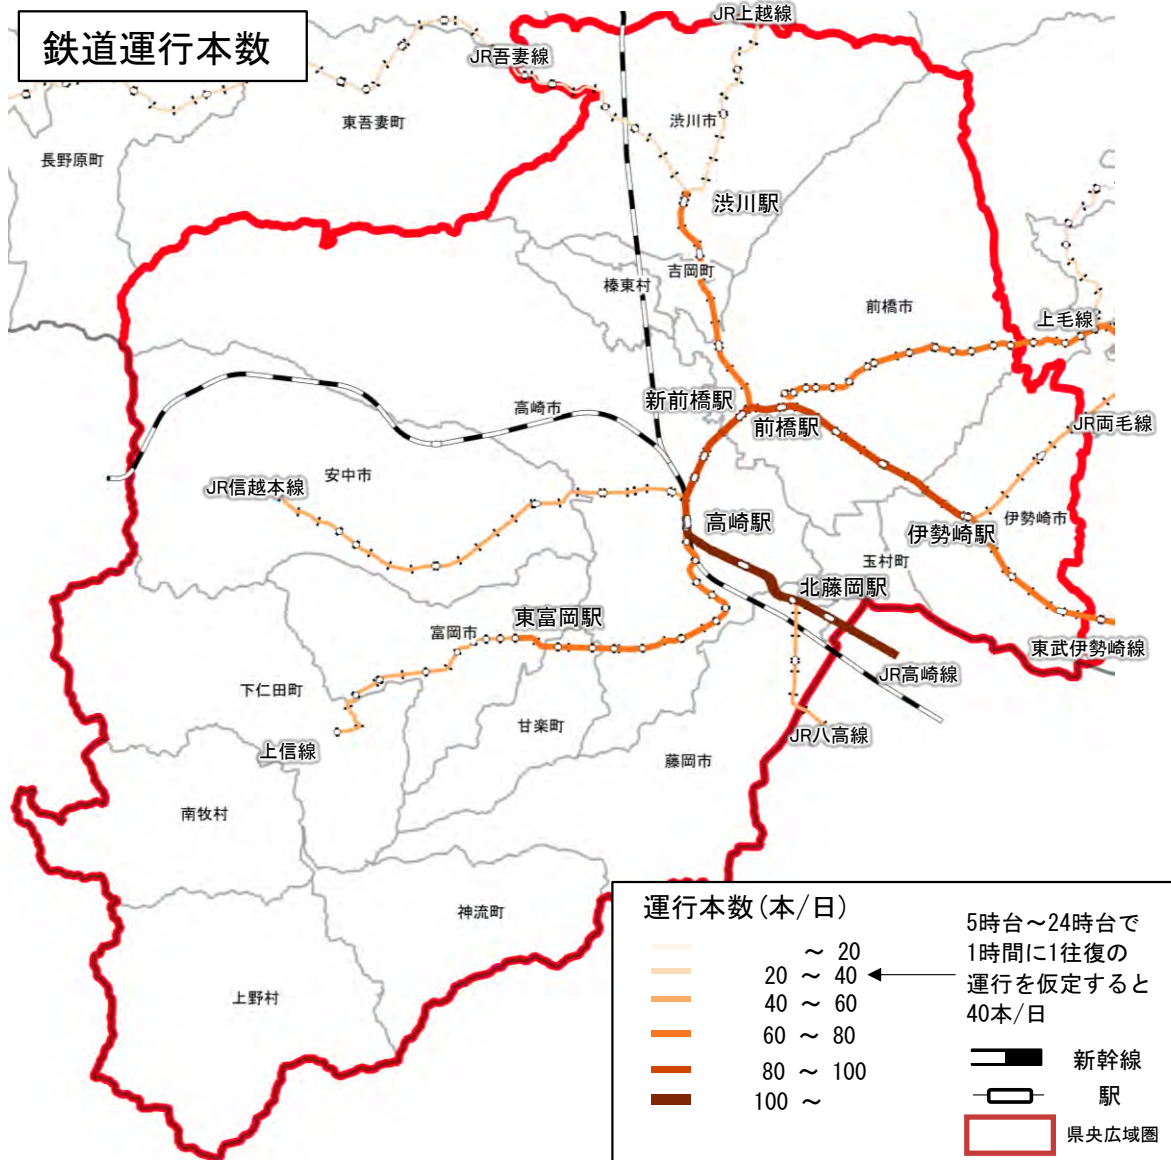 鉄道運行本数
JR上越線
JR吾妻線
東吾妻町
渋川市
長野原町
渋川駅
吉岡町
榛東村
前橋市
上毛線
新前橋駅
高崎市
前橋駅
JR両毛線
安中市
JR信越本線
高崎駅
伊勢崎駅
伊勢崎市
玉村町
北藤岡駅
東富岡駅
富岡市
東武伊勢崎線
JR高崎線
下仁田町
甘楽町
JR八高線
上信線
藤岡市
南牧村
神流町
上野村
運行本数(本/日)
～ 20
20 ～ 40
40 ～ 60
60 ～ 80
80 ～ 100
100 ～
5時台～24時台で
1時間に1往復の
運行を仮定すると
40本/日
新幹線
駅
県央広域圏